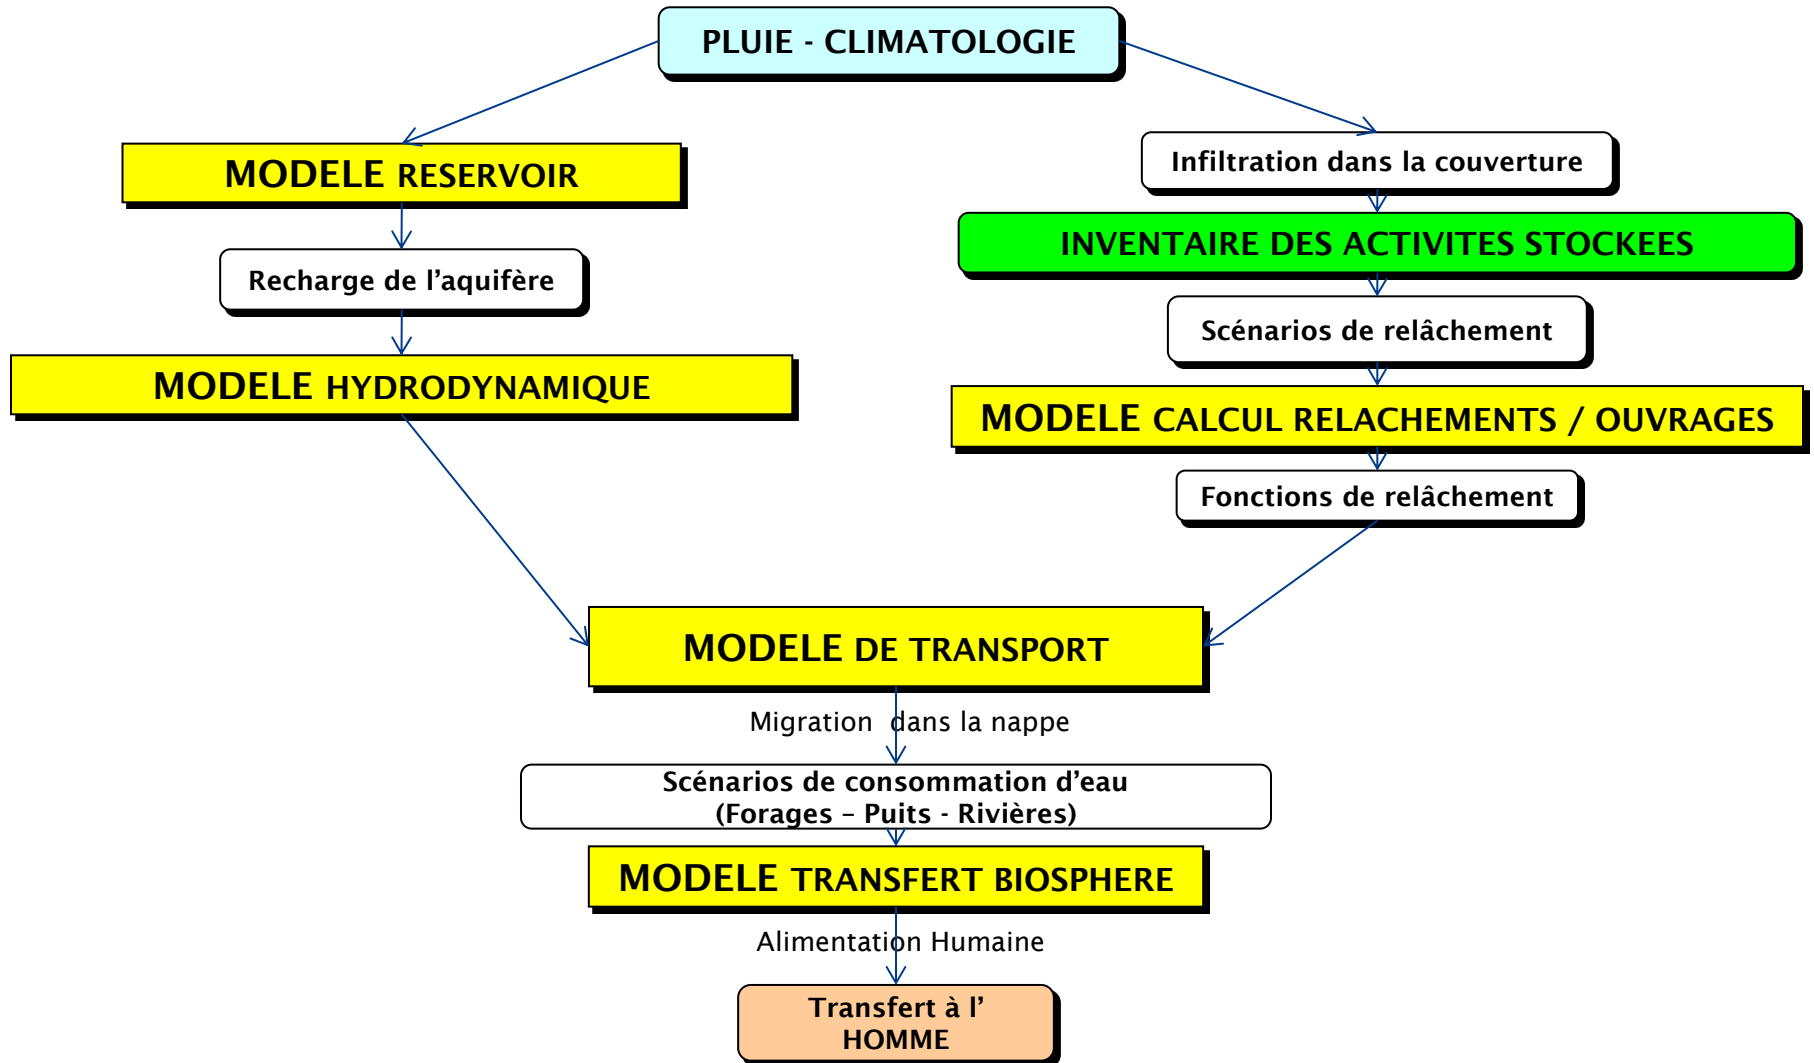 PLUIE - CLIMATOLOGIE
MODELE RESERVOIR
Recharge de l’aquifère
MODELE HYDRODYNAMIQUE
Infiltration dans la couverture
INVENTAIRE DES ACTIVITES STOCKEES
Scénarios de relâchement
MODELE CALCUL RELACHEMENTS / OUVRAGES
Fonctions de relâchement
MODELE DE TRANSPORT
Migration dans la nappe
Scénarios de consommation d’eau
(Forages – Puits - Rivières)
MODELE TRANSFERT BIOSPHERE
Alimentation Humaine
Transfert à l’
HOMME